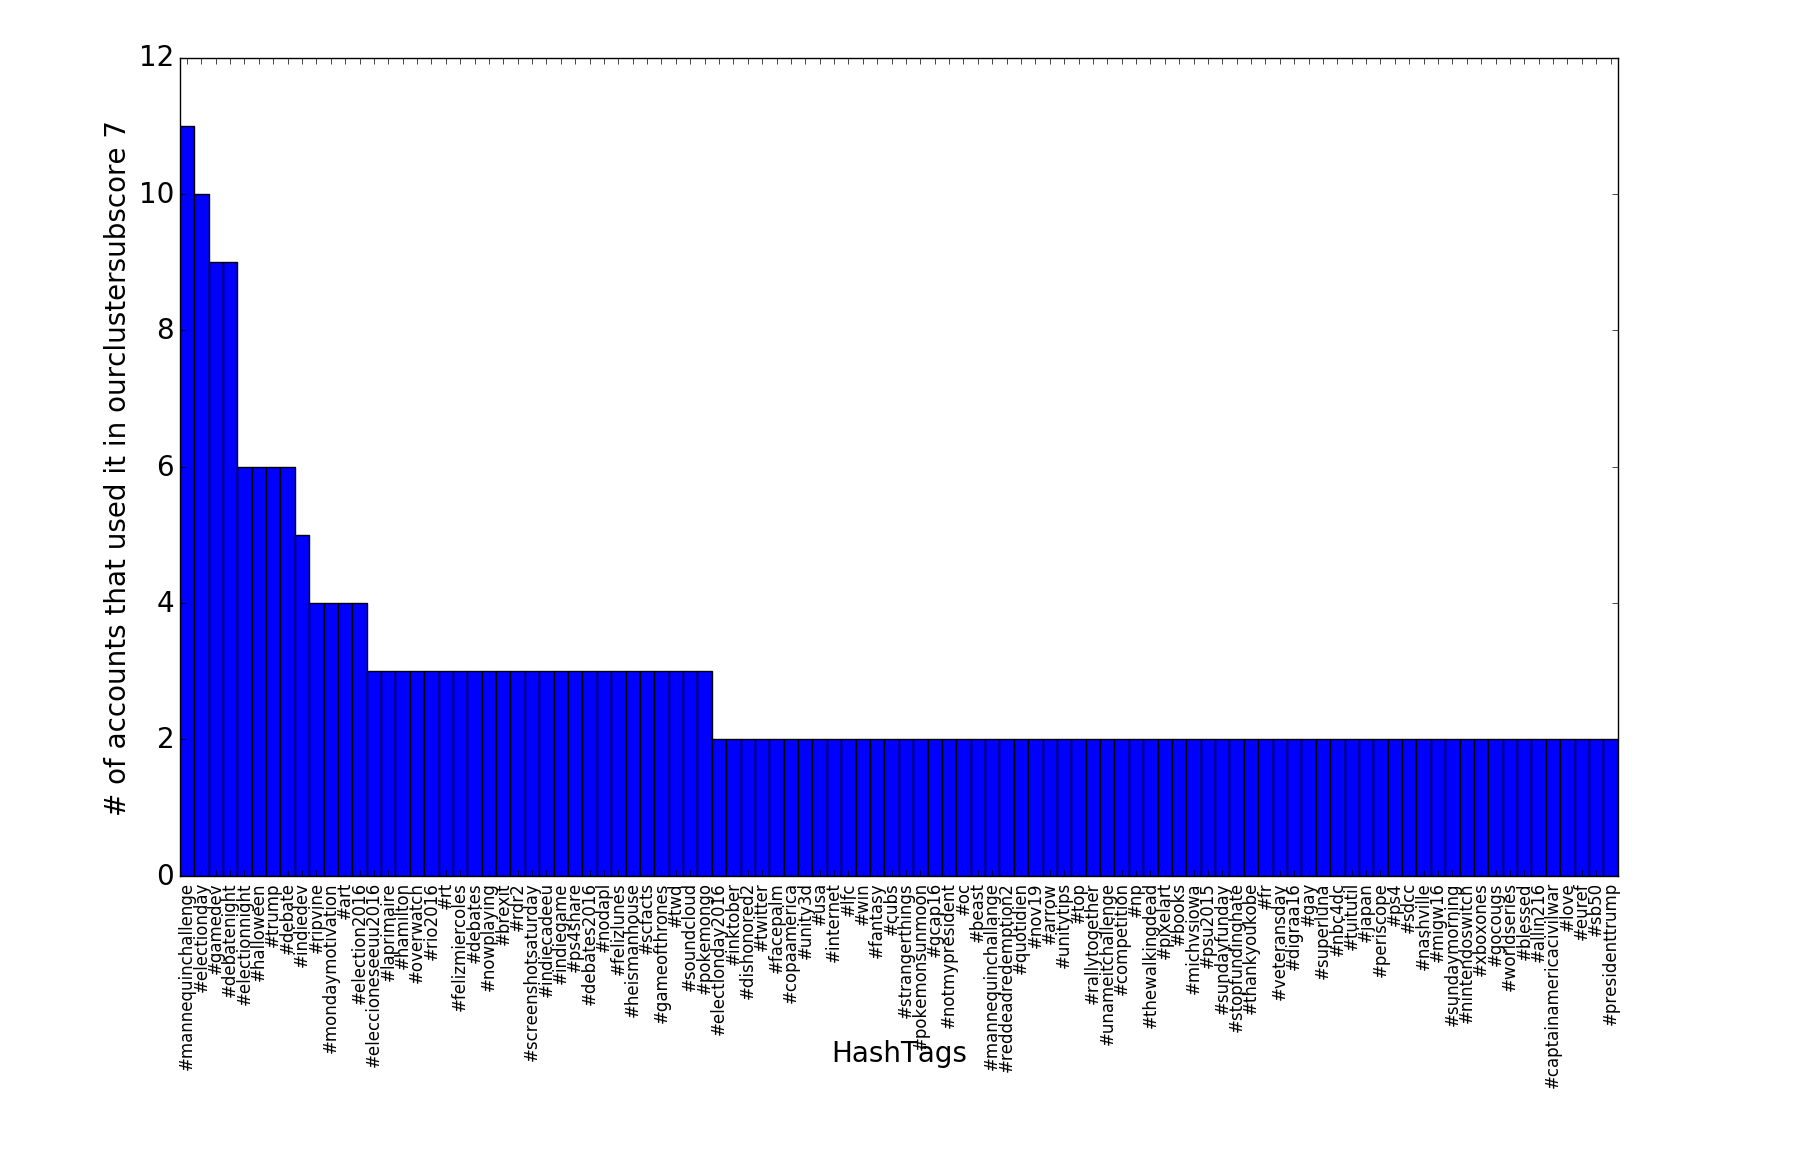 # of accounts that used it in ourclustersubscore 7
12
10
8
6
4
2
0
#mannequinchallenge
#electionday
#gamedev
#debatenight
#electionnight
#halloween
#trump
#debate
#indiedev
#ripvine
#mondaymotivation
#art
#election2016
#eleccioneseeuu2016
#laprimaire
#hamilton
#overwatch
#rio2016
#rt
#felizmiercoles
#debates
#nowplaying
#brexit
#rdr2
#screenshotsaturday
#indiecadeeu
#indiegame
#ps4share
#debates2016
#nodapl
#felizlunes
#heismanhouse
#scfacts
#gameofthrones
#twd
#soundcloud
#pokemongo
#electionday2016
#inktober
#dishonored2
#twitter
#facepalm
#copaamerica
#unity3d
#usa
#internet
#lfc
#win
#fantasy
#cubs
#strangerthings
#pokemonsunmoon
#gcap16
#notmypresident
#oc
#beast
#mannequinchallange
#reddeadredemption2
#quotidien
#nov19
#arrow
#unitytips
#top
#rallytogether
#unameitchallenge
#competition
#np
#thewalkingdead
#pixelart
#books
#michvsiowa
#psu2015
#sundayfunday
#stopfundinghate
#thankyoukobe
#fr
#veteransday
#digraa16
#gay
#superluna
#nbc4dc
#tuitutil
#japan
#periscope
#ps4
#sdcc
#nashville
#migw16
#sundaymorning
#nintendoswitch
#xboxones
#gocougs
#worldseries
#blessed
#allin216
#captainamericacivilwar
#love
#euref
#sb50
#presidenttrump
HashTags